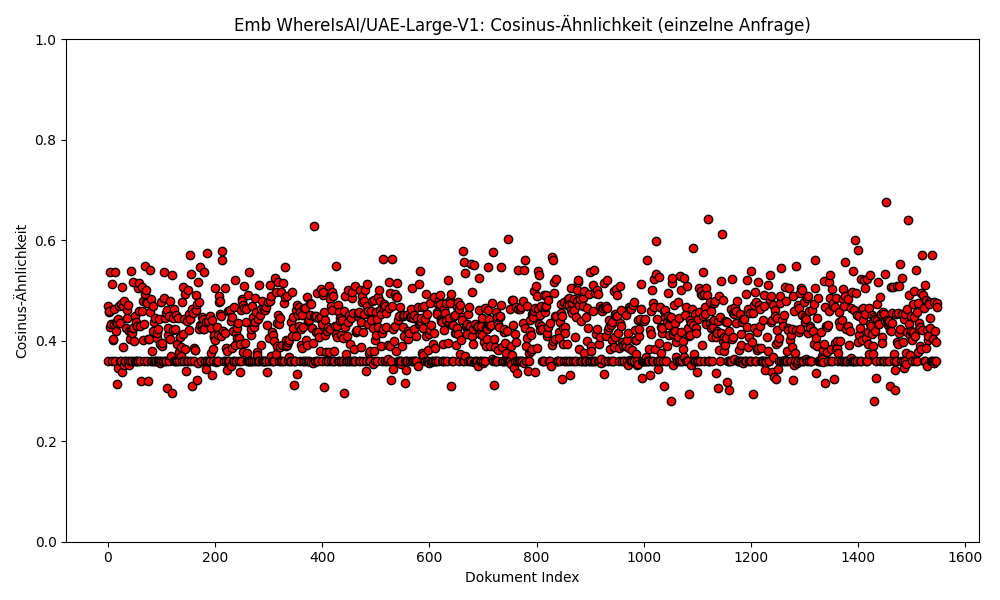 Emb WhereIsAI/UAE-Large-V1: Cosinus-Ähnlichkeit (einzelne Anfrage)
Cosinus-Ähnlichkeit
1.0
0.8
0.6
0.4
0.2
0.0
0 200 400 600 800 1000 1200 1400 1600
Dokument Index